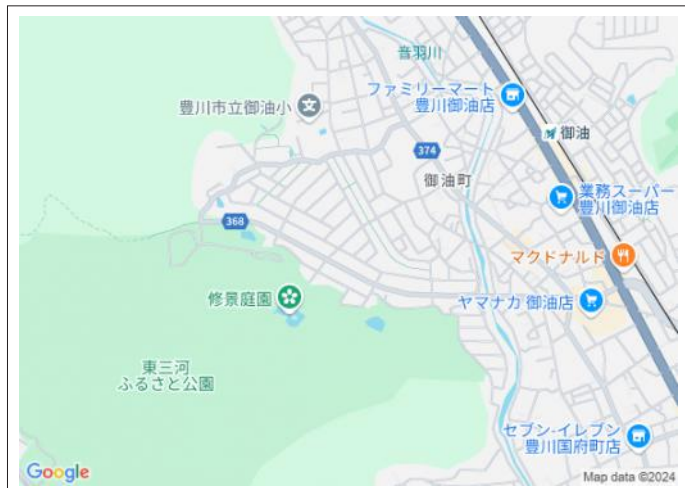 音羽川
ファミリーマート
豊川御油店
豊川市立御油小
御油
374
御油町
業務スーパー
豊川御油店
368
マクドナルド
修景庭園
ヤマナカ 御油店
東三河
ふるさと公園
セブン-イレブン
豊川国府町店
Google
Map data ©2024